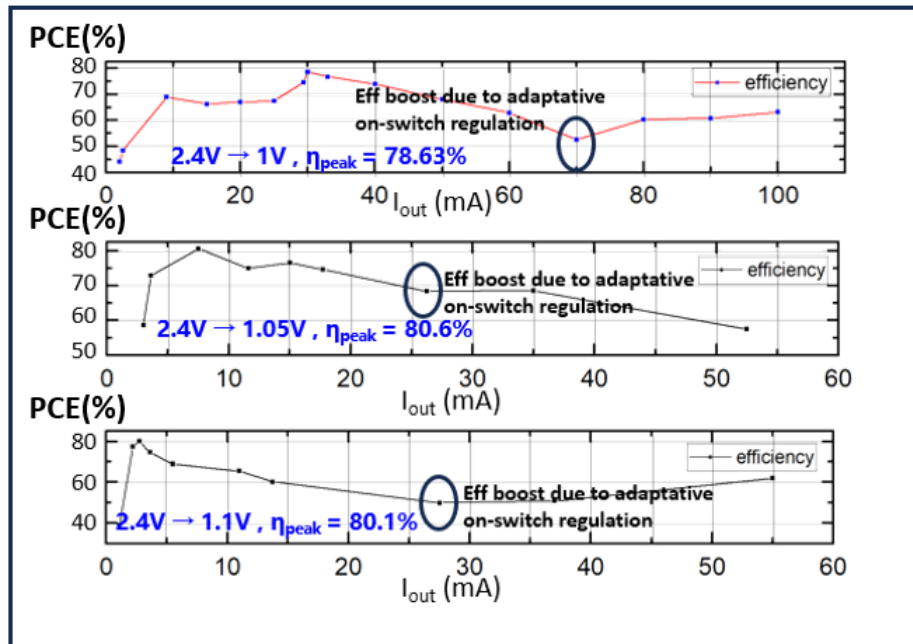 PCE(%)
80
70
60
50
40
efficiency
Eff boost due to adaptative
on-switch regulation
2.4V → 1V , ηpeak = 78.63%
0 20 40 60 80 100
Iout (mA)
PCE(%)
80
70
60
50
efficiency
Eff boost due to adaptative
on-switch regulation
2.4V → 1.05V , ηpeak = 80.6%
0 10 20 30 40 50 60
Iout (mA)
PCE(%)
80
60
40
efficiency
Eff boost due to adaptative
on-switch regulation
2.4V → 1.1V , ηpeak = 80.1%
0 10 20 30 40 50 60
Iout (mA)